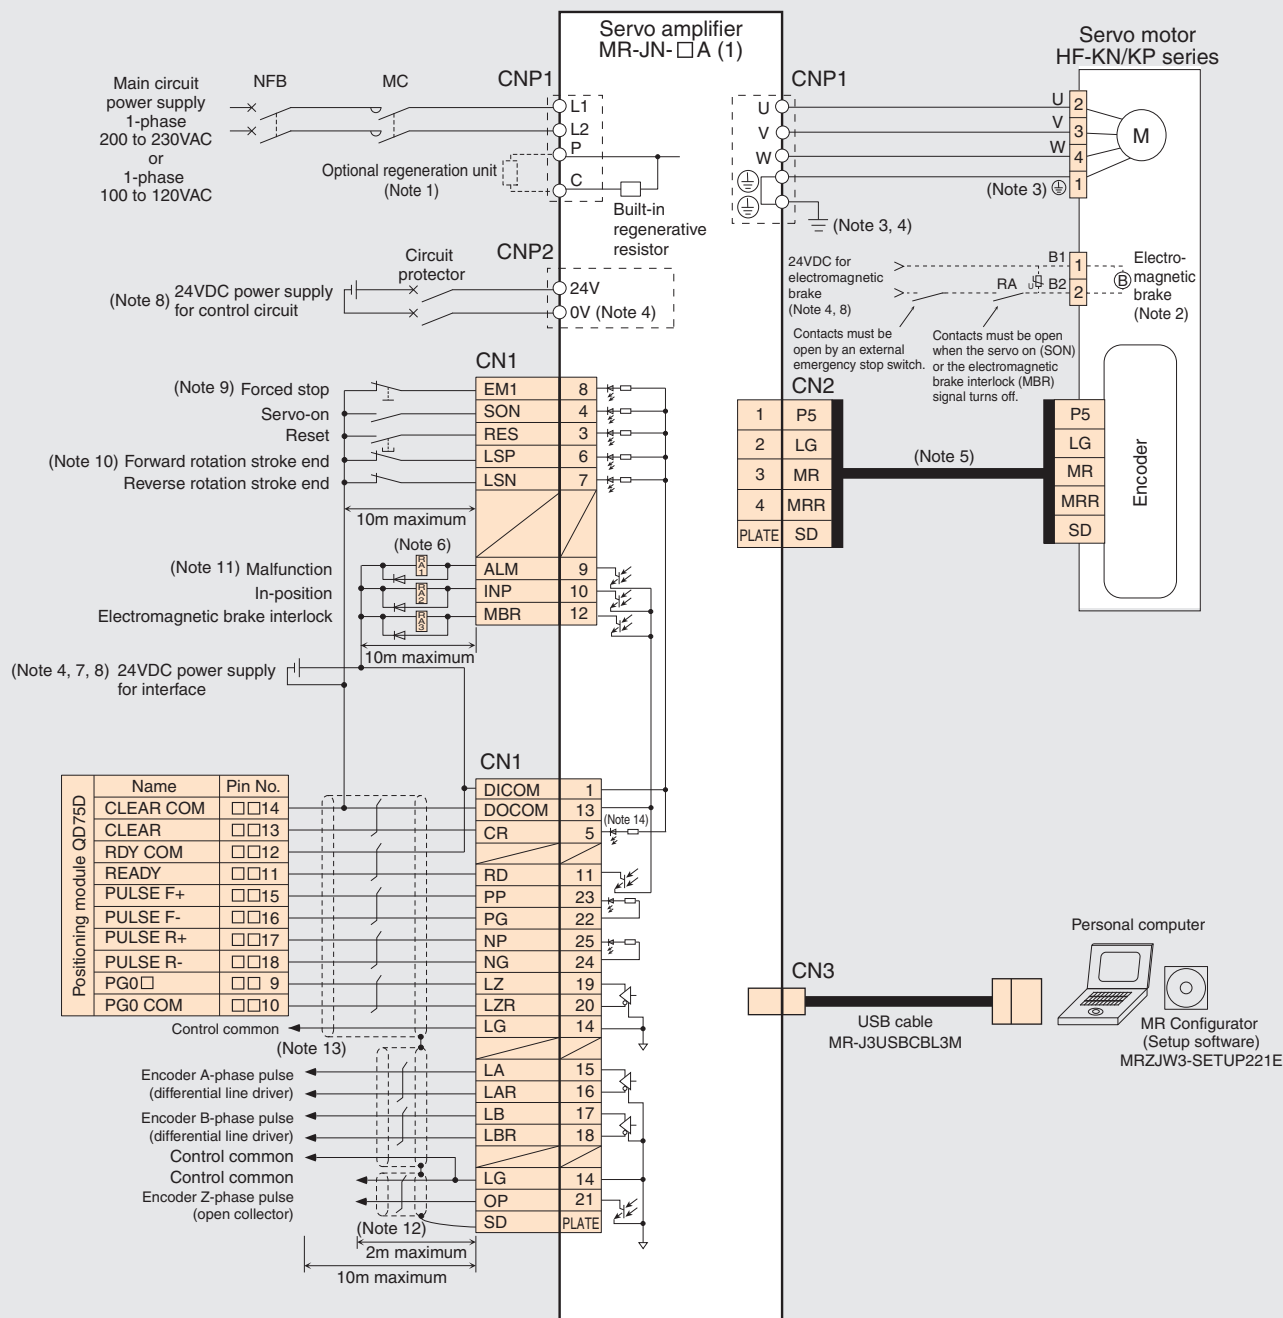 Servo amplifier
MR-JN-□A (1)
Servo motor
HF-KN/KP series
Main circuit
power supply
1-phase
200 to 230VAC
or
1-phase
100 to 120VAC
NFB
MC
CNP1
L1
L2
P
C
Optional regeneration unit
(Note 1)
Built-in
regenerative
resistor
CNP1
U
V
W
U
V
W
(Note 3)
2
3
4
1
M
(Note 3, 4)
CNP2
Circuit
protector
24V
0V (Note 4)
(Note 8)
24VDC power supply
for control circuit
24VDC for
electromagnetic
brake
(Note 4, 8)
RA
U
B1
B2
1
2
B
Electro-
magnetic
brake
(Note 2)
Contacts must be
open by an external
emergency stop switch.
Contacts must be open
when the servo on (SON)
or the electromagnetic
brake interlock (MBR)
signal turns off.
CN1
(Note 9) Forced stop
EM1 8
Servo-on
SON 4
Reset
RES 3
(Note 10) Forward rotation stroke end
LSP 6
Reverse rotation stroke end
LSN 7
10m maximum
(Note 6)
(Note 11) Malfunction
RA1
ALM 9
In-position
RA2
INP 10
Electromagnetic brake interlock
RA3
MBR 12
10m maximum
(Note 4, 7, 8) 24VDC power supply
for interface
CN2
1 P5
2 LG
3 MR
4 MRR
PLATE SD
(Note 5)
P5
LG
MR
MRR
SD
Encoder
CN1
Positioning module QD75D
Name Pin No.
CLEAR COM □□14
CLEAR □□13
RDY COM □□12
READY □□11
PULSE F+ □□15
PULSE F- □□16
PULSE R+ □□17
PULSE R- □□18
PG0□ □□ 9
PG0 COM □□10
DICOM 1
DOCOM 13
(Note 14)
CR 5
RD 11
PP 23
PG 22
NP 25
NG 24
LZ 19
LZR 20
Control common
LG 14
(Note 13)
Encoder A-phase pulse
(differential line driver)
LA 15
LAR 16
Encoder B-phase pulse
(differential line driver)
LB 17
LBR 18
Control common
Control common
LG 14
Encoder Z-phase pulse
(open collector)
OP 21
SD PLATE
(Note 12)
2m maximum
10m maximum
CN3
USB cable
MR-J3USBCBL3M
Personal computer
MR Configurator
(Setup software)
MRZJW3-SETUP221E